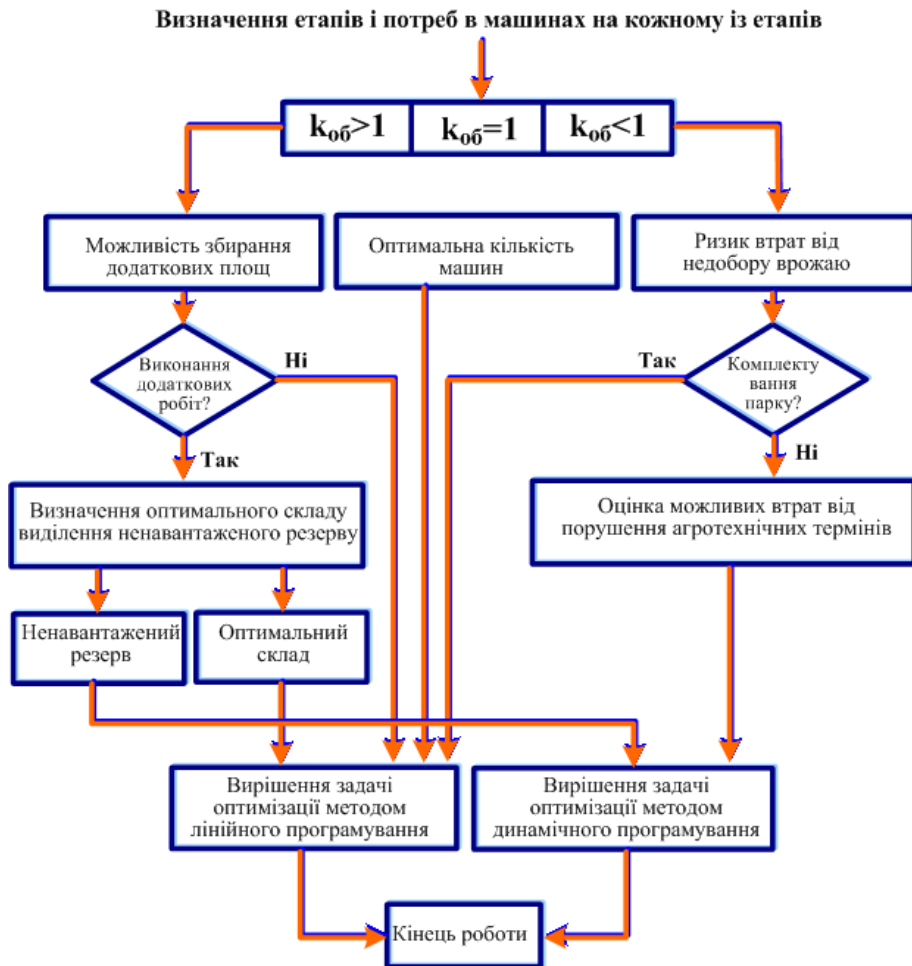 Визначення етапів і потреб в машинах на кожному із етапів
kоб>1
kоб=1
kоб<1
Можливість збирання
додаткових площ
Оптимальна кількість
машин
Ризик втрат від
недобору врожаю
Виконання
додаткових
робіт?
Ні
Так
Комплекту
вання
парку?
Так
Ні
Визначення оптимального складу
виділення ненавантаженого резерву
Оцінка можливих втрат від
порушення агротехнічних термінів
Ненавантажений
резерв
Оптимальний
склад
Вирішення задачі
оптимізації методом
лінійного програмування
Вирішення задачі
оптимізації методом
динамічного програмування
Кінець роботи